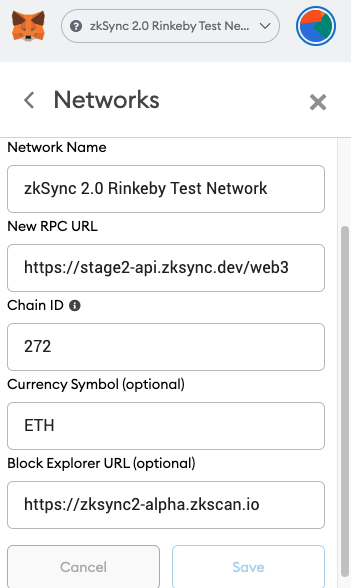 zkSync 2.0 Rinkeby Test Ne...
Networks
Network Name
zkSync 2.0 Rinkeby Test Network
New RPC URL
https://stage2-api.zksync.dev/web3
Chain ID
272
Currency Symbol (optional)
ETH
Block Explorer URL (optional)
https://zksync2-alpha.zkscan.io
Cancel
Save